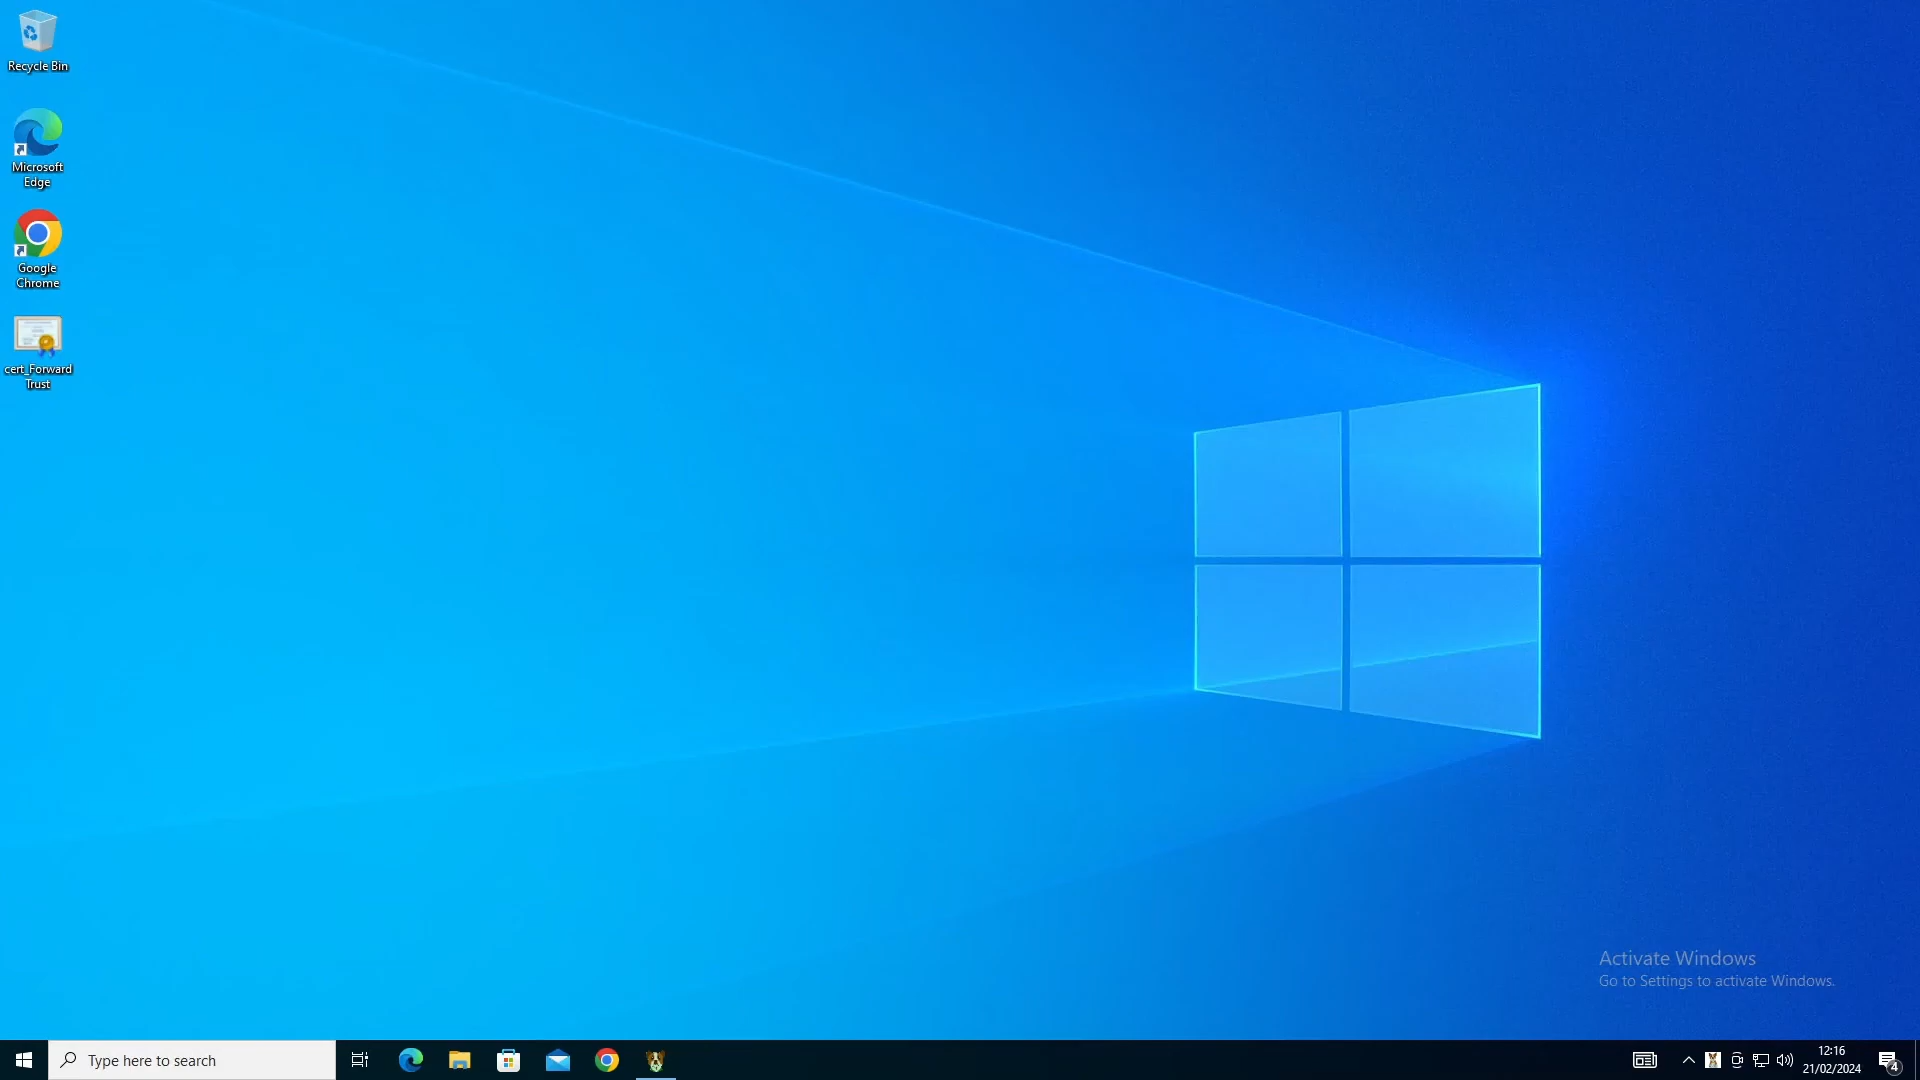 Recycle Bin
Microsoft
Edge
Google
Chrome
cert_Forward
Trust
Activate Windows
Go to Settings to activate Windows.
Type here to search
12:16
21/02/2024
4